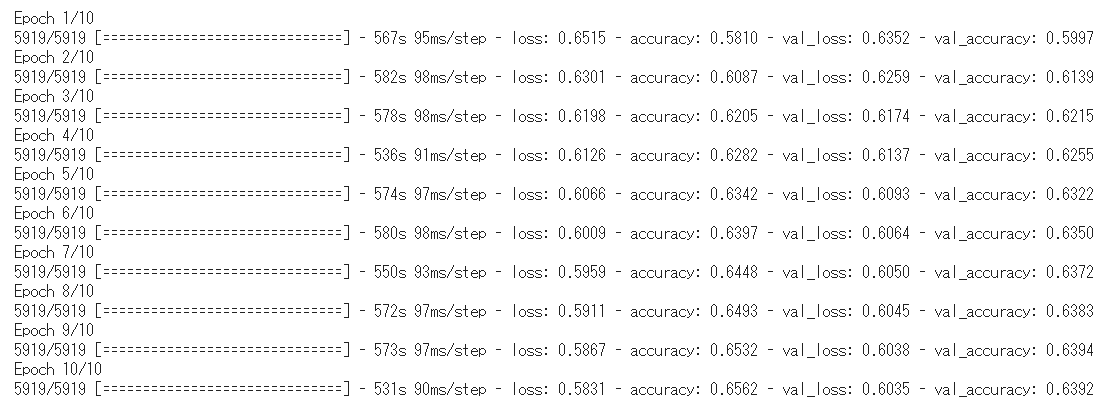 Epoch 1/10
5919/5919 [==============================] - 567s 95ms/step - loss: 0.6515 - accuracy: 0.5810 - val_loss: 0.6352 - val_accuracy: 0.5997
Epoch 2/10
5919/5919 [==============================] - 582s 98ms/step - loss: 0.6301 - accuracy: 0.6087 - val_loss: 0.6259 - val_accuracy: 0.6139
Epoch 3/10
5919/5919 [==============================] - 578s 98ms/step - loss: 0.6198 - accuracy: 0.6205 - val_loss: 0.6174 - val_accuracy: 0.6215
Epoch 4/10
5919/5919 [==============================] - 536s 91ms/step - loss: 0.6126 - accuracy: 0.6282 - val_loss: 0.6137 - val_accuracy: 0.6255
Epoch 5/10
5919/5919 [==============================] - 574s 97ms/step - loss: 0.6066 - accuracy: 0.6342 - val_loss: 0.6093 - val_accuracy: 0.6322
Epoch 6/10
5919/5919 [==============================] - 580s 98ms/step - loss: 0.6009 - accuracy: 0.6397 - val_loss: 0.6064 - val_accuracy: 0.6350
Epoch 7/10
5919/5919 [==============================] - 550s 93ms/step - loss: 0.5959 - accuracy: 0.6448 - val_loss: 0.6050 - val_accuracy: 0.6372
Epoch 8/10
5919/5919 [==============================] - 572s 97ms/step - loss: 0.5911 - accuracy: 0.6493 - val_loss: 0.6045 - val_accuracy: 0.6383
Epoch 9/10
5919/5919 [==============================] - 573s 97ms/step - loss: 0.5867 - accuracy: 0.6532 - val_loss: 0.6038 - val_accuracy: 0.6394
Epoch 10/10
5919/5919 [==============================] - 531s 90ms/step - loss: 0.5831 - accuracy: 0.6562 - val_loss: 0.6035 - val_accuracy: 0.6392